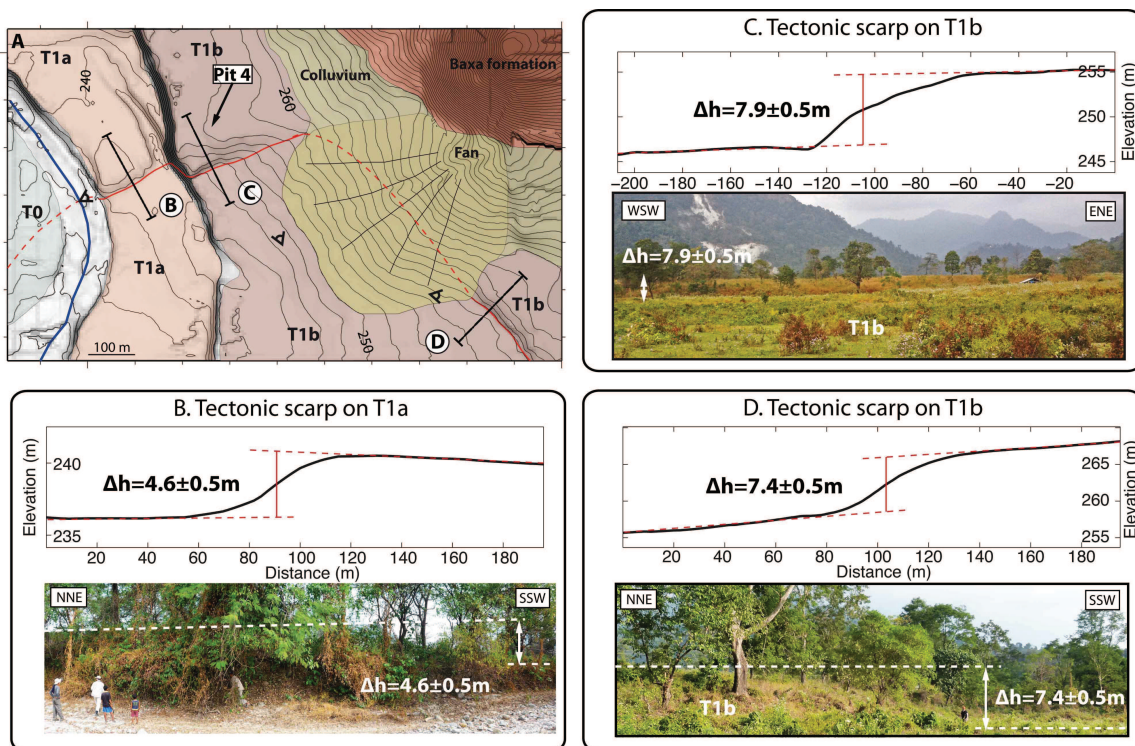 A
T1a
T1b
240
Pit 4
Colluvium
Baxa formation
260
Fan
T0
B
C
T1a
T1b
250
D
T1b
100 m
C. Tectonic scarp on T1b
Δh=7.9±0.5m
255
250
245
Elevation (m)
−200 −180 −160 −140 −120 −100 −80 −60 −40 −20
WSW
ENE
Δh=7.9±0.5m
T1b
B. Tectonic scarp on T1a
Elevation (m)
240
235
Δh=4.6±0.5m
20 40 60 80 100 120 140 160 180
Distance (m)
NNE
SSW
Δh=4.6±0.5m
D. Tectonic scarp on T1b
Δh=7.4±0.5m
265
260
255
Elevation (m)
20 40 60 80 100 120 140 160 180
Distance (m)
NNE
SSW
T1b
Δh=7.4±0.5m